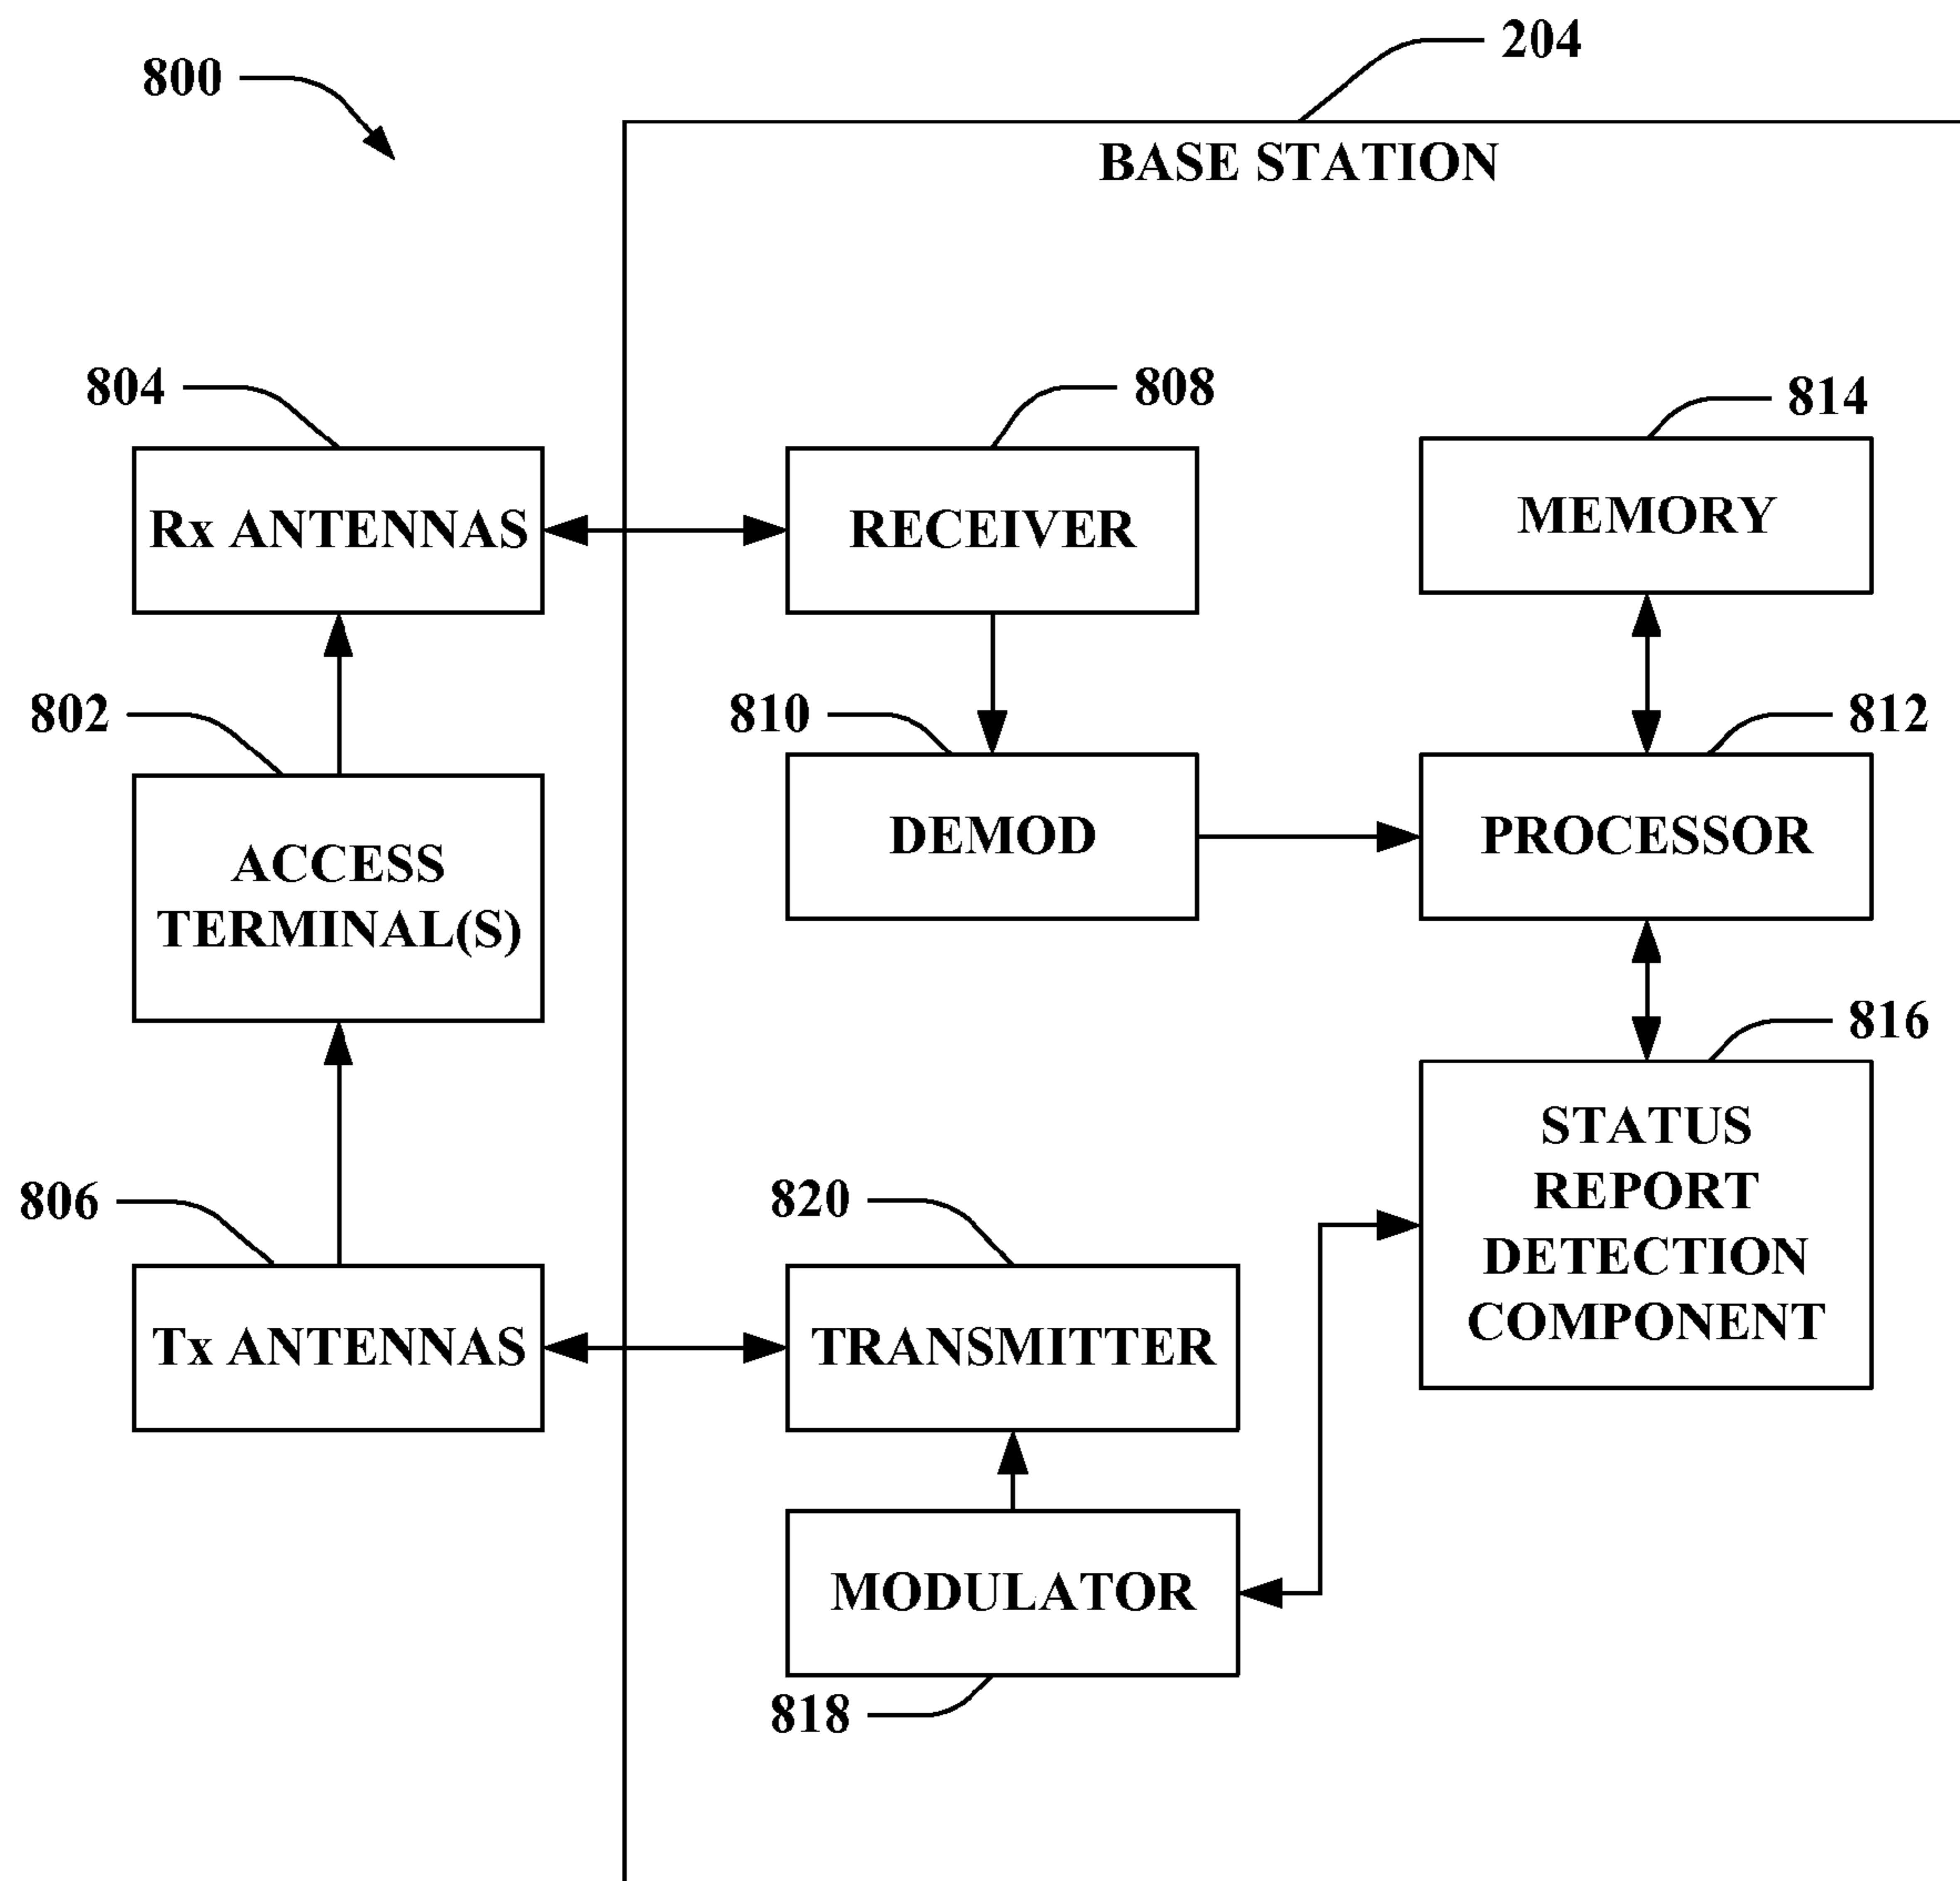 204
800
BASE STATION
804
808
814
Rx ANTENNAS
RECEIVER
MEMORY
802
810
812
ACCESS
TERMINAL(S)
DEMOD
PROCESSOR
816
806
820
STATUS
REPORT
DETECTION
COMPONENT
Tx ANTENNAS
TRANSMITTER
MODULATOR
818